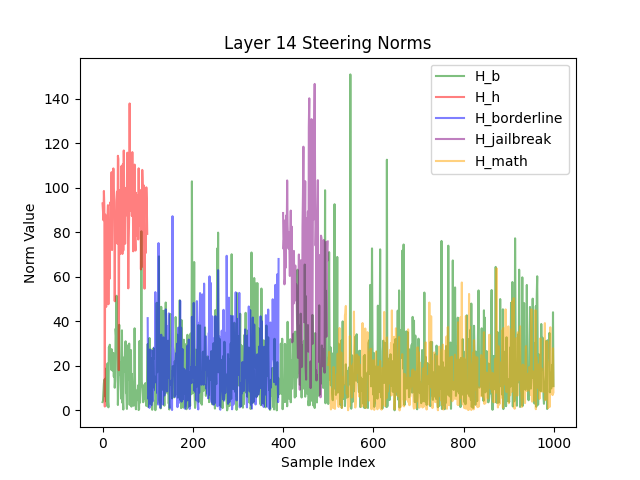 Layer 14 Steering Norms
Norm Value
140
120
100
80
60
40
20
0
H_b
H_h
H_borderline
H_jailbreak
H_math
0 200 400 600 800 1000
Sample Index